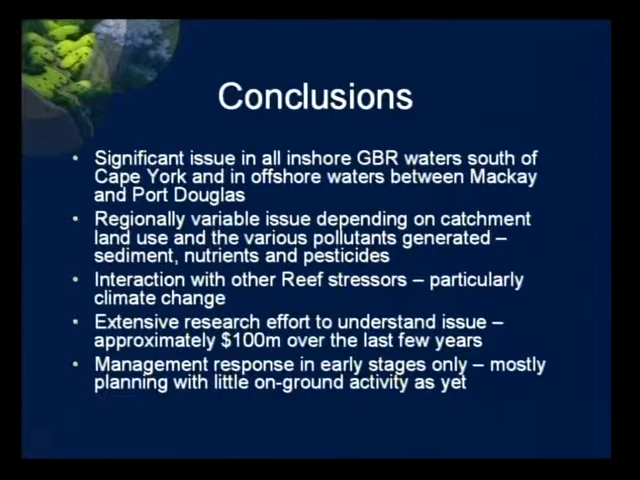 Conclusions
• Significant issue in all inshore GBR waters south of
Cape York and in offshore waters between Mackay
and Port Douglas
• Regionally variable issue depending on catchment
land use and the various pollutants generated –
sediment, nutrients and pesticides
• Interaction with other Reef stressors – particularly
climate change
• Extensive research effort to understand issue –
approximately $100m over the last few years
• Management response in early stages only – mostly
planning with little on-ground activity as yet